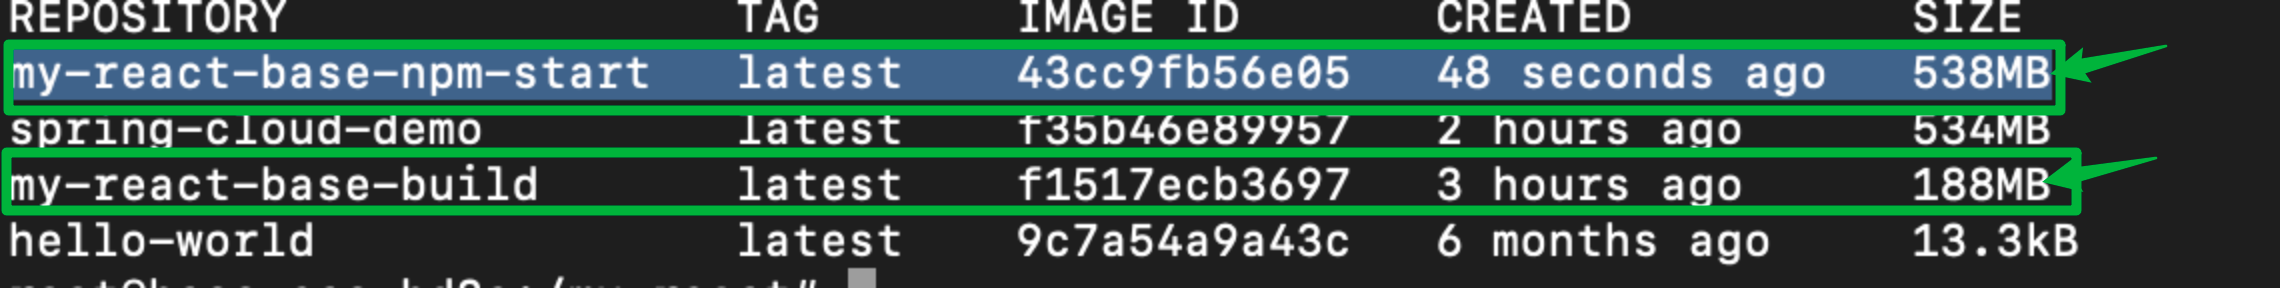 REPOSITORY TAG IMAGE ID CREATED SIZE
my-react-base-npm-start latest 43cc9fb56e05 48 seconds ago 538MB
spring-cloud-demo latest f35b46e89957 2 hours ago 534MB
my-react-base-build latest f1517ecb3697 3 hours ago 188MB
hello-world latest 9c7a54a9a43c 6 months ago 13.3kB